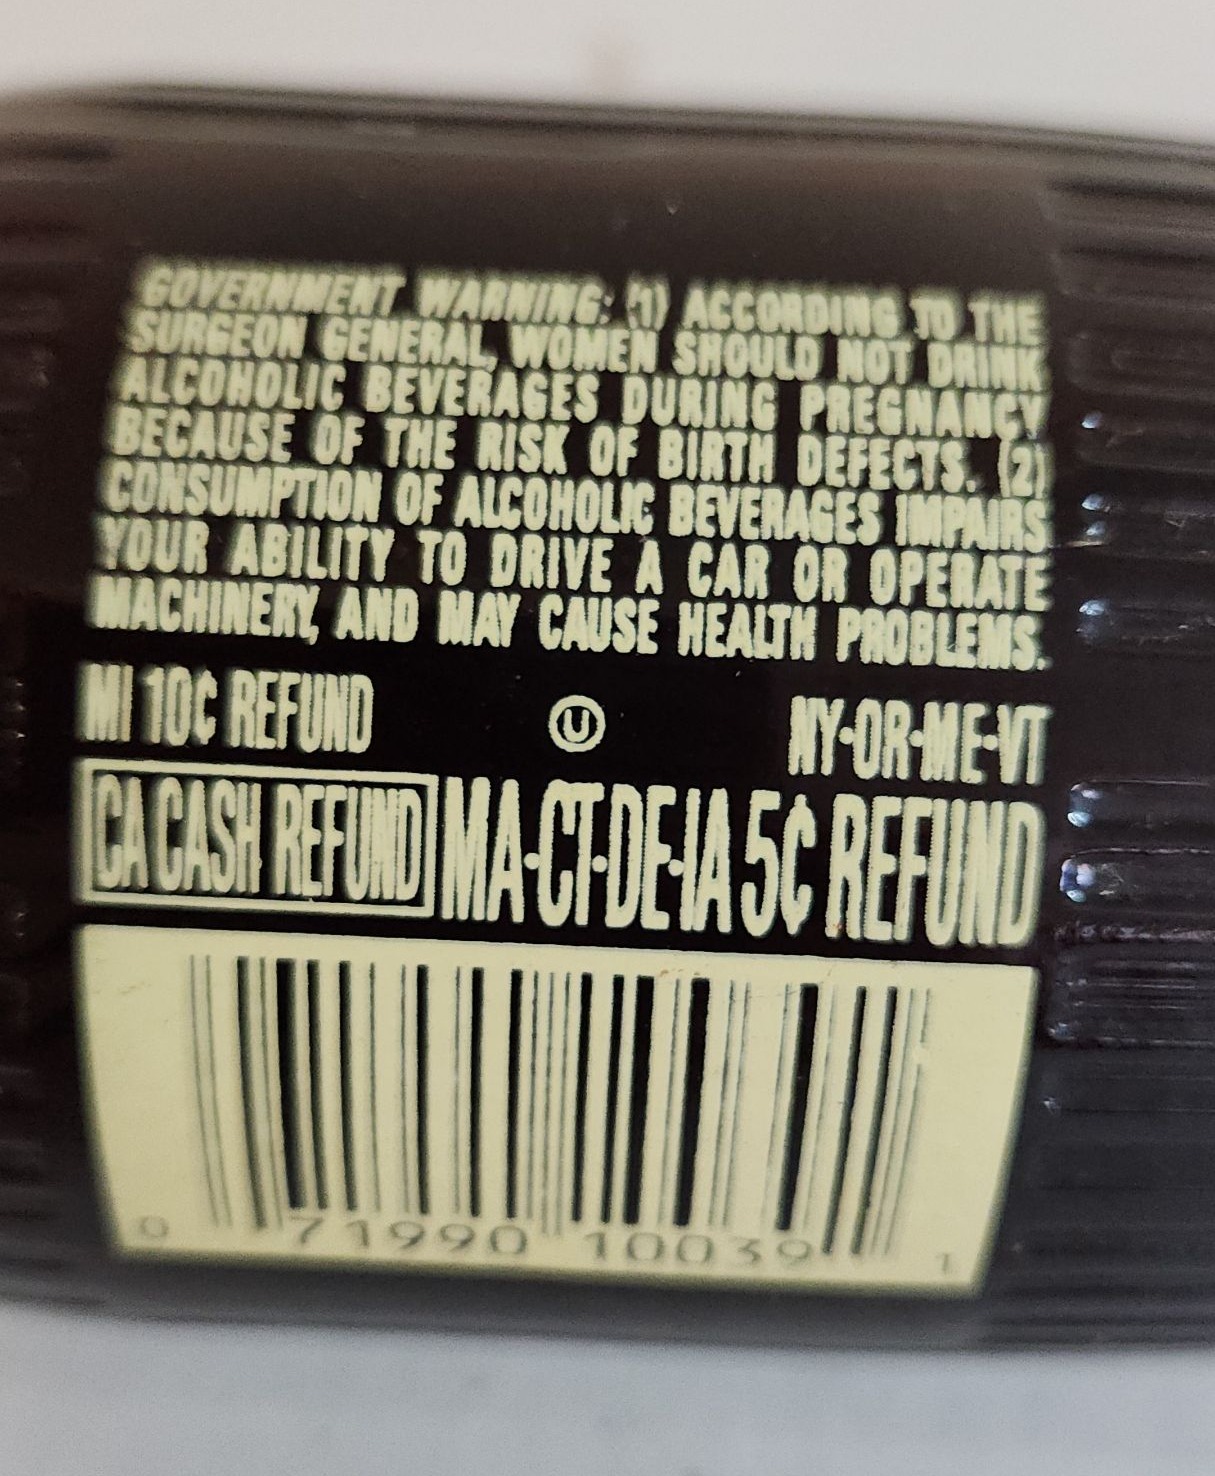 GOVERNMENT WARNING: (1) ACCORDING TO THE
SURGEON GENERAL, WOMEN SHOULD NOT DRINK
ALCOHOLIC BEVERAGES DURING PREGNANCY
BECAUSE OF THE RISK OF BIRTH DEFECTS. (2)
CONSUMPTION OF ALCOHOLIC BEVERAGES IMPAIRS
YOUR ABILITY TO DRIVE A CAR OR OPERATE
MACHINERY, AND MAY CAUSE HEALTH PROBLEMS.
MI 10¢ REFUND U NY•OR•ME•VT
CA CASH REFUND MA•CT•DE•IA 5¢ REFUND
0 71990 10039 1